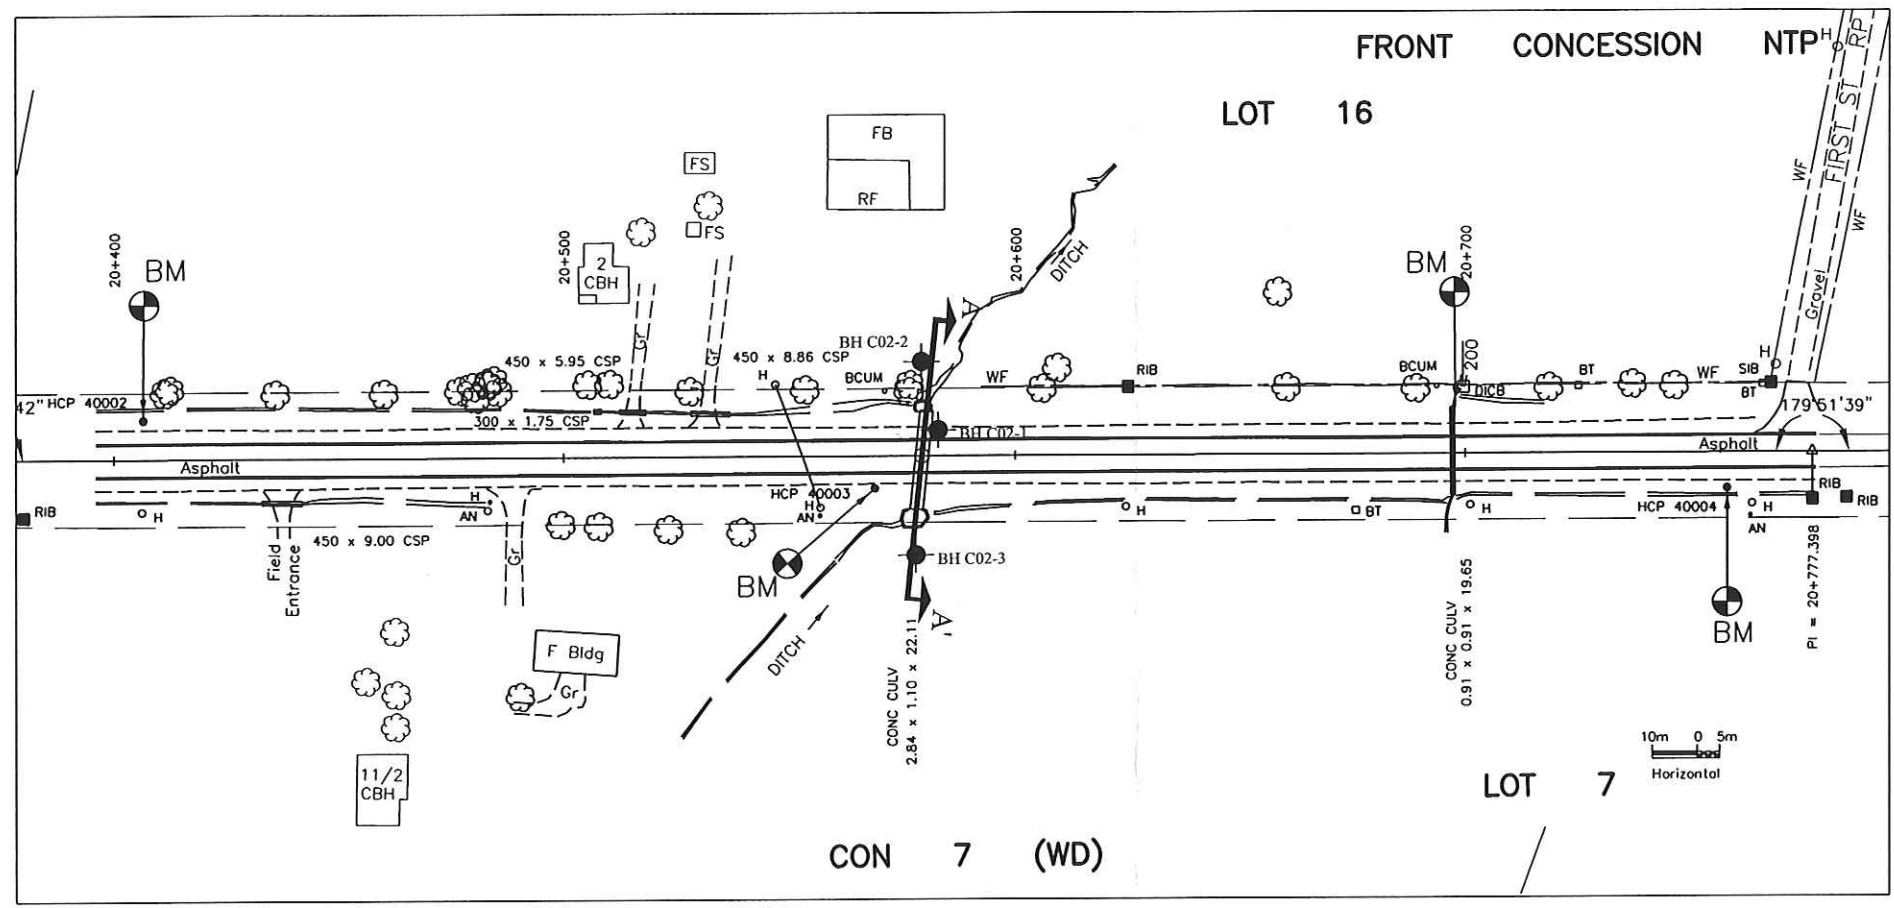 FRONT CONCESSION NTP
H
FIRST ST RP
LOT 16
FB
RF
FS
FS
WF
WF
Gravel
20+400
BM
20+500
2
CBH
20+600
DITCH
BM
20+700
A
BH C02-2
Gr
Gr
450 x 5.95 CSP
450 x 8.86 CSP
H
BCUM
WF
RIB
BCUM
200
DICB
BT
WF
SIB
BT
H
42" HCP 40002
300 x 1.75 CSP
BH C02-1
179°51'39"
Asphalt
Asphalt
RIB
H
H
AN
HCP 40003
H
AN
H
BT
H
HCP 40004
H
AN
RIB
RIB
450 x 9.00 CSP
Field
Entrance
Gr
BM
BH C02-3
A'
DITCH
CONC CULV
2.84 x 1.10 x 22.11
CONC CULV
0.91 x 0.91 x 19.65
BM
PI = 20+777.398
F Bldg
Gr
11/2
CBH
10m 0 5m
Horizontal
LOT 7
CON 7 (WD)